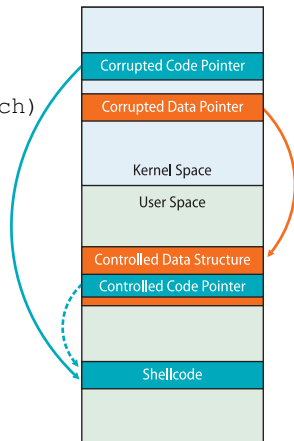 Corrupted Code Pointer
ch)
Corrupted Data Pointer
Kernel Space
User Space
Controlled Data Structure
Controlled Code Pointer
Shellcode